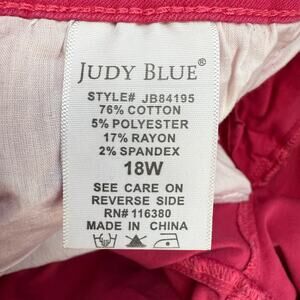 JUDY BLUE®
STYLE# JB84195
76% COTTON
5% POLYESTER
17% RAYON
2% SPANDEX
18W
SEE CARE ON
REVERSE SIDE
RN# 116380
MADE IN CHINA